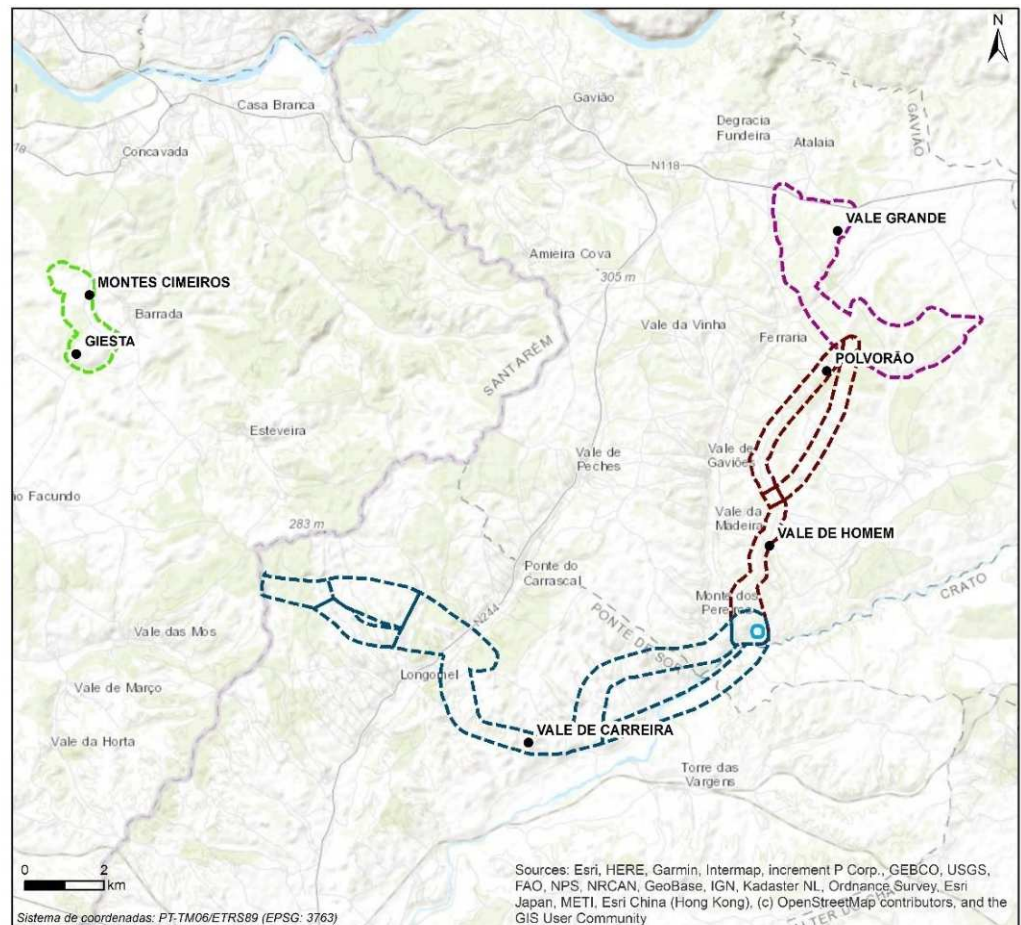 N
Casa Branca
Gavião
Degracia
Fundeira
Atalaia
GAVIÃO
Concavada
N118
VALE GRANDE
Amieira Cova
305 m
MONTES CIMEIROS
Barrada
Vale da Vinha
Ferraria
GIESTA
POLVORÃO
SANTARÉM
Esteveira
Vale de
Peches
Vale de
Gaviões
o Facundo
283 m
Vale da
Madeira
VALE DE HOMEM
Ponte do
Carrascal
Monte dos
Pereiros
CRATO
N244
PONTE DE SOR
Vale das Mos
Longomel
Vale de Março
VALE DE CARREIRA
Vale da Horta
Torre das
Vargens
0 2
km
Sources: Esri, HERE, Garmin, Intermap, increment P Corp., GEBCO, USGS,
FAO, NPS, NRCAN, GeoBase, IGN, Kadaster NL, Ordnance Survey, Esri
Japan, METI, Esri China (Hong Kong), (c) OpenStreetMap contributors, and the
GIS User Community
ALTER DO CHÃO
Sistema de coordenadas: PT-TM06/ETRS89 (EPSG: 3763)